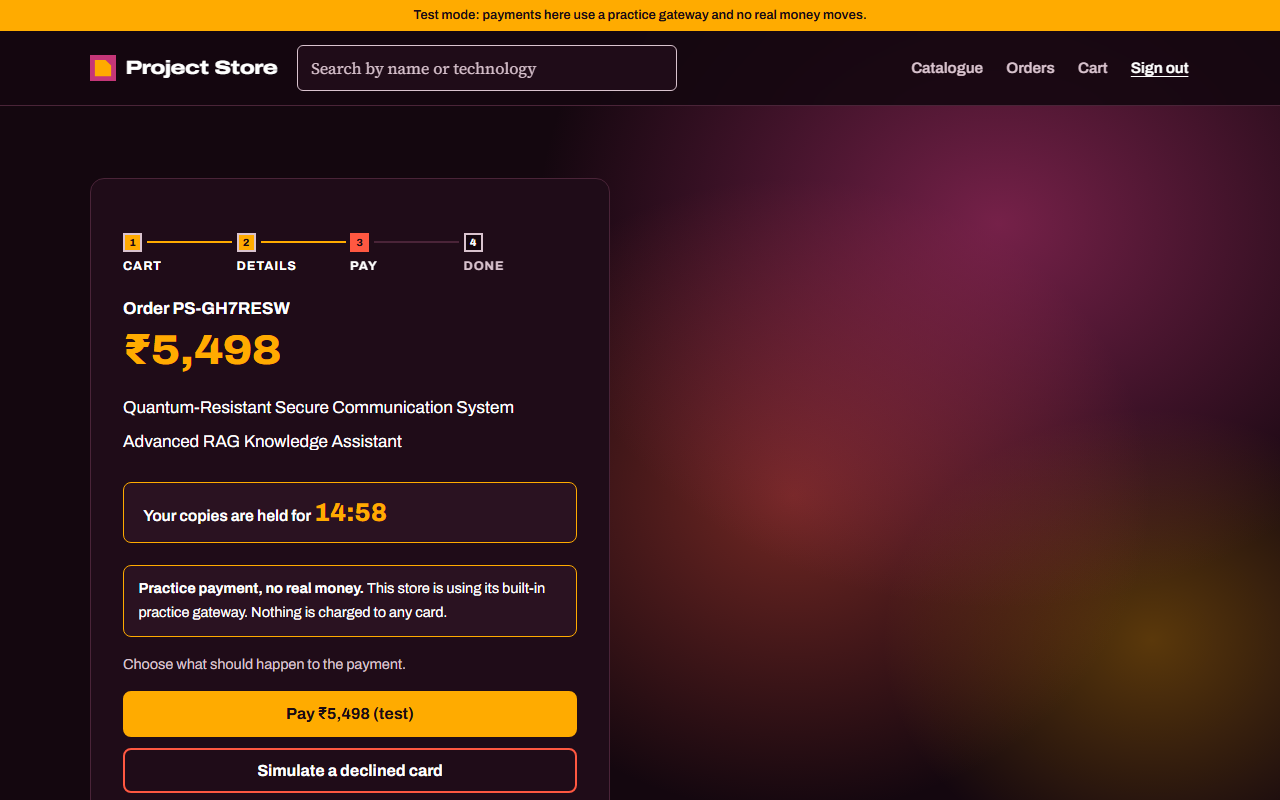 Test mode: payments here use a practice gateway and no real money moves.
Project Store
Search by name or technology
Catalogue
Orders
Cart
Sign out
1
2
3
4
CART
DETAILS
PAY
DONE
Order PS-GH7RESW
₹5,498
Quantum-Resistant Secure Communication System
Advanced RAG Knowledge Assistant
Your copies are held for 14:58
Practice payment, no real money. This store is using its built-in
practice gateway. Nothing is charged to any card.
Choose what should happen to the payment.
Pay ₹5,498 (test)
Simulate a declined card